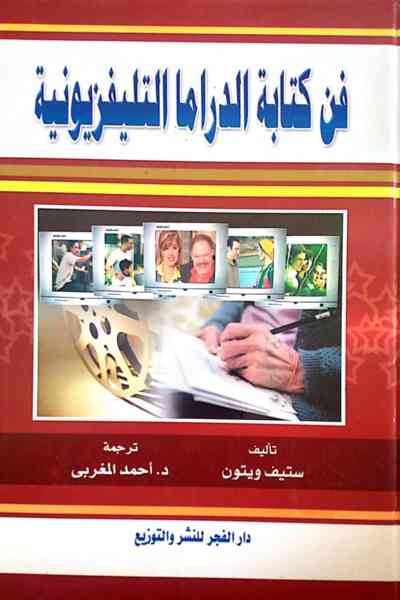 فن كتابة الدراما التليفزيونية
تأليف
ستيف ويتون
ترجمة
د. أحمد المغربى
دار الفجر للنشر والتوزيع